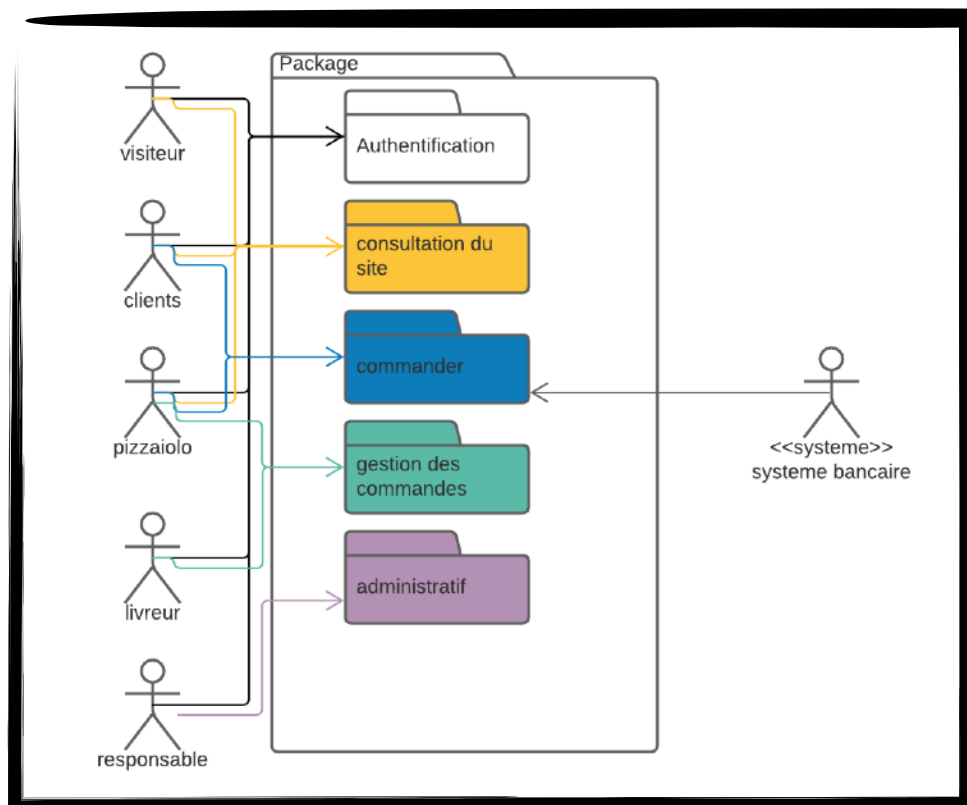 Package
visiteur
Authentification
clients
consultation du
site
commander
pizzaiolo
<<systeme>>
systeme bancaire
gestion des
commandes
livreur
administratif
responsable